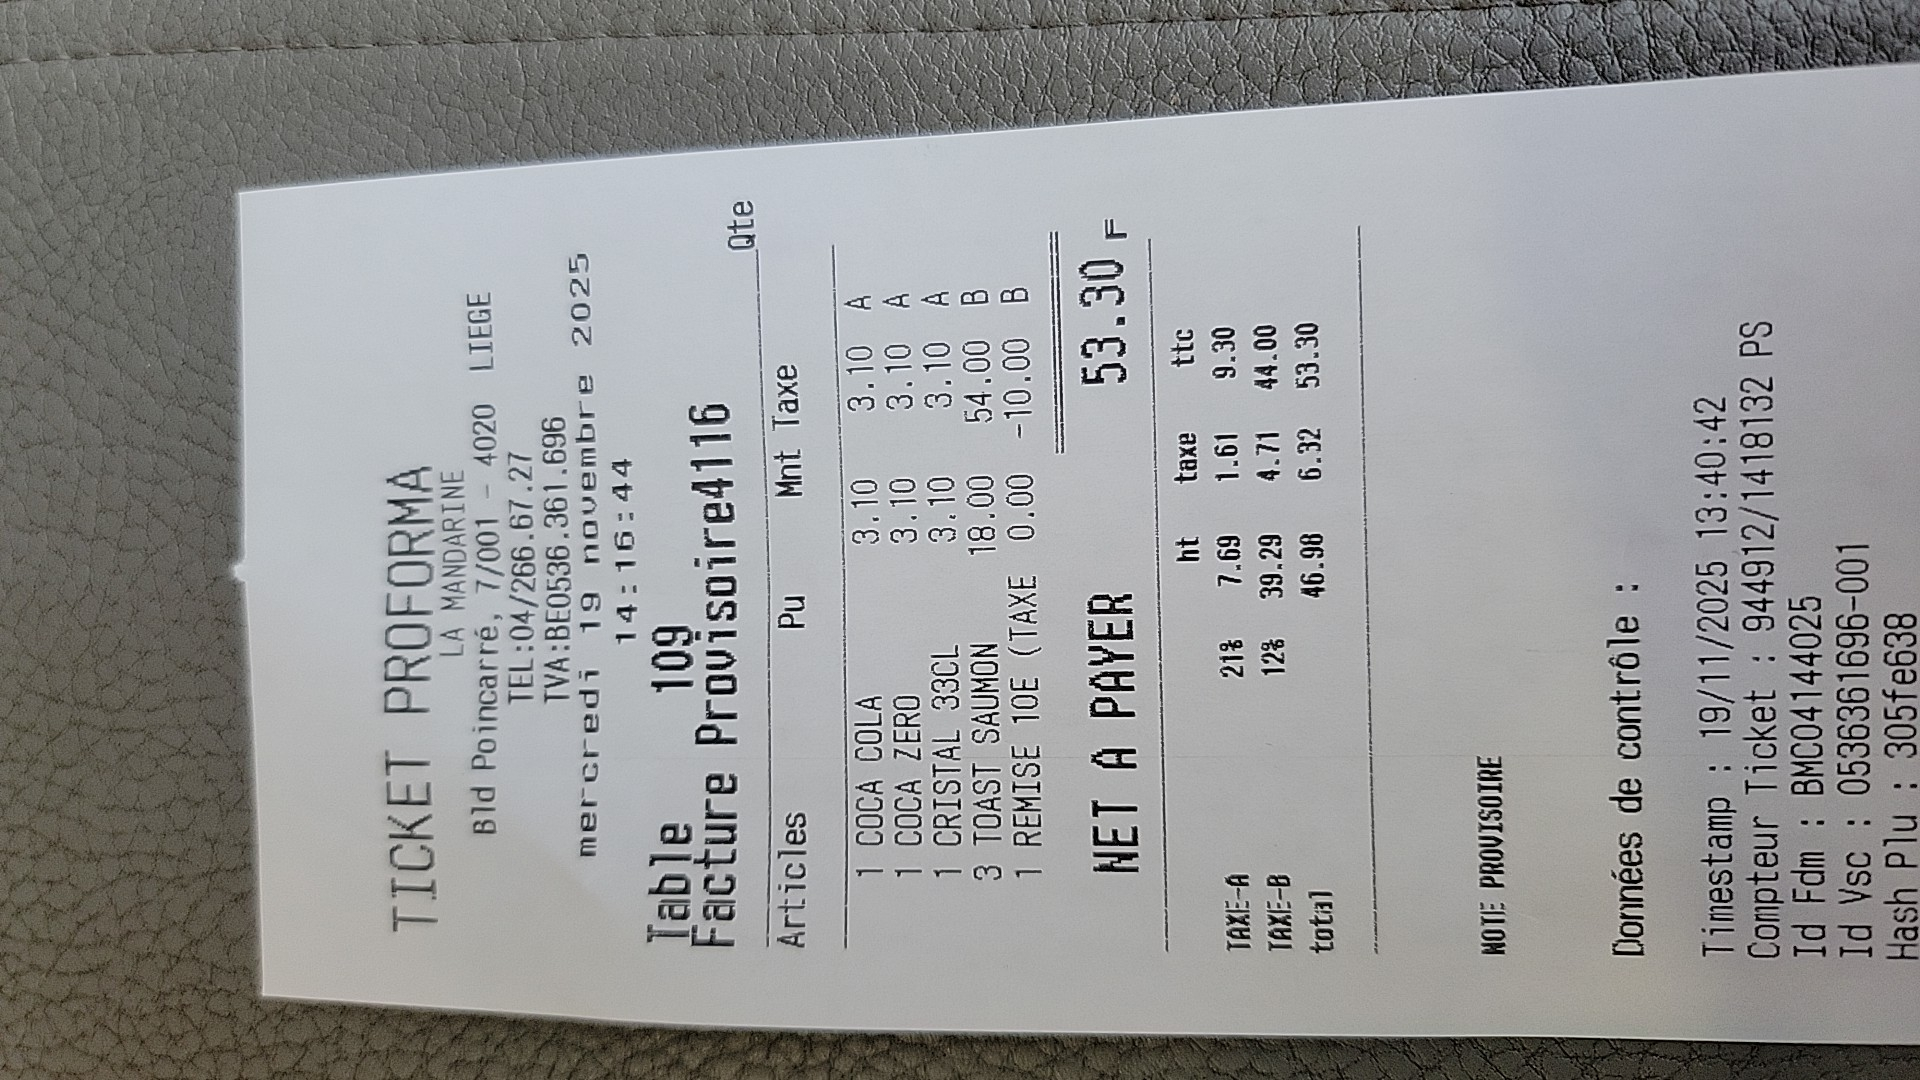 TICKET PROFORMA
LA MANDARINE
Bld Poincarré, 7/001 - 4020 LIEGE
TEL:04/266.67.27
TVA:BE0536.361.696
mercredi 19 novembre 2025
14:16:44
Table 109
Facture Provisoire4116
Qte
Articles Pu Mnt Taxe
1 COCA COLA 3.10 3.10 A
1 COCA ZERO 3.10 3.10 A
1 CRISTAL 33CL 3.10 3.10 A
3 TOAST SAUMON 18.00 54.00 B
1 REMISE 10E (TAXE 0.00 -10.00 B
NET A PAYER 53.30 F
ht taxe ttc
TAXE-A 21% 7.69 1.61 9.30
TAXE-B 12% 39.29 4.71 44.00
total 46.98 6.32 53.30
NOTE PROVISOIRE
Données de contrôle :
Timestamp : 19/11/2025 13:40:42
Compteur Ticket : 944912/1418132 PS
Id Fdm : BMC04144025
Id Vsc : 0536361696-001
Hash Plu : 305fe638